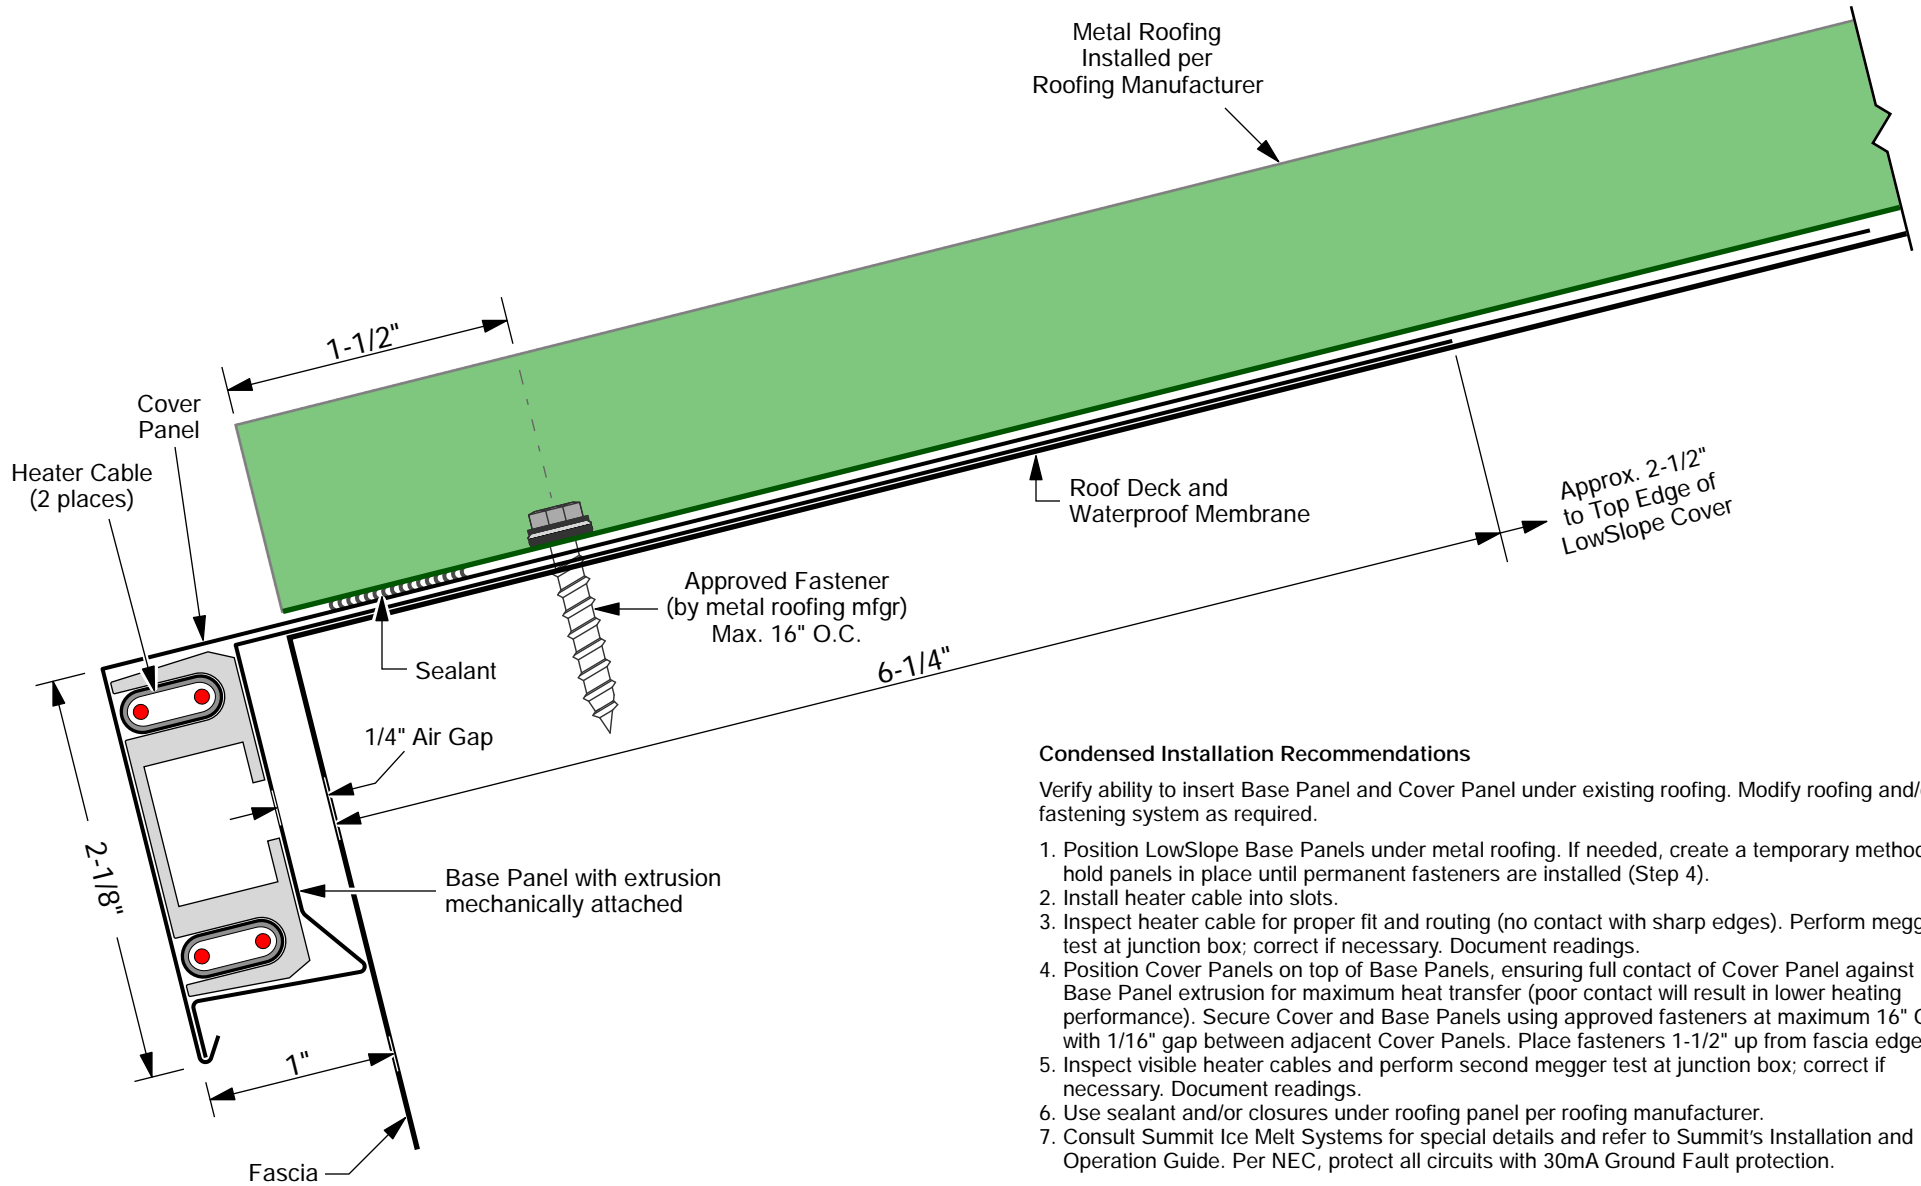 Metal Roofing
Installed per
Roofing Manufacturer
1-1/2"
Cover
Panel
Heater Cable
(2 places)
Roof Deck and
Waterproof Membrane
Approx. 2-1/2"
to Top Edge of
LowSlope Cover
Approved Fastener
(by metal roofing mfgr)
Max. 16" O.C.
Sealant
6-1/4"
1/4" Air Gap
2-1/8"
Base Panel with extrusion
mechanically attached
1"
Fascia
Condensed Installation Recommendations
Verify ability to insert Base Panel and Cover Panel under existing roofing. Modify roofing and/
fastening system as required.
1. Position LowSlope Base Panels under metal roofing. If needed, create a temporary method
hold panels in place until permanent fasteners are installed (Step 4).
2. Install heater cable into slots.
3. Inspect heater cable for proper fit and routing (no contact with sharp edges). Perform megg
test at junction box; correct if necessary. Document readings.
4. Position Cover Panels on top of Base Panels, ensuring full contact of Cover Panel against
Base Panel extrusion for maximum heat transfer (poor contact will result in lower heating
performance). Secure Cover and Base Panels using approved fasteners at maximum 16"
with 1/16" gap between adjacent Cover Panels. Place fasteners 1-1/2" up from fascia edge
5. Inspect visible heater cables and perform second megger test at junction box; correct if
necessary. Document readings.
6. Use sealant and/or closures under roofing panel per roofing manufacturer.
7. Consult Summit Ice Melt Systems for special details and refer to Summit's Installation and
Operation Guide. Per NEC, protect all circuits with 30mA Ground Fault protection.